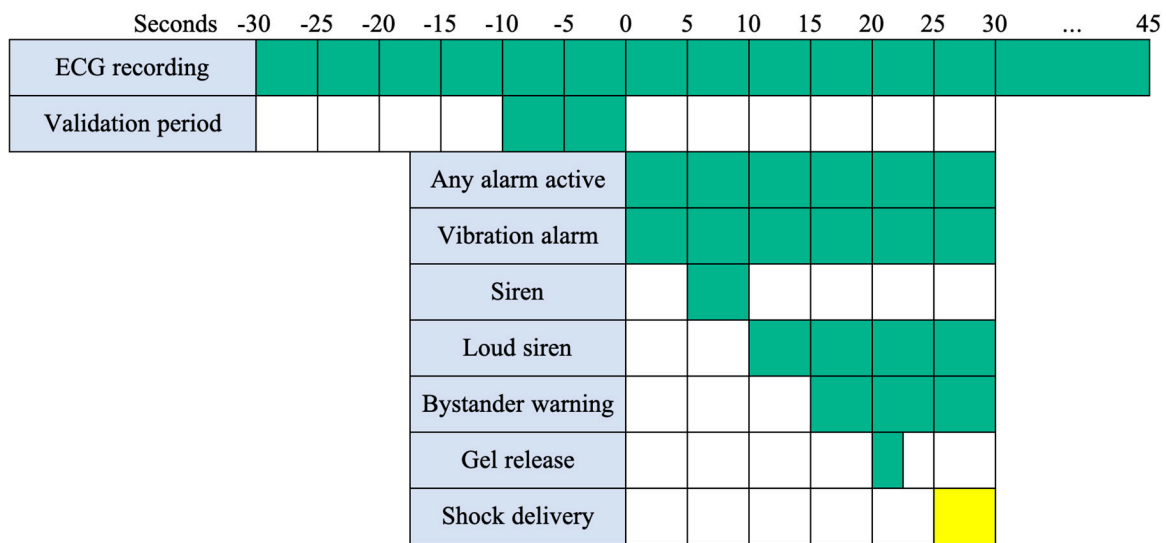 Seconds -30 -25 -20 -15 -10 -5 0 5 10 15 20 25 30 ... 45
ECG recording
Validation period
Any alarm active
Vibration alarm
Siren
Loud siren
Bystander warning
Gel release
Shock delivery